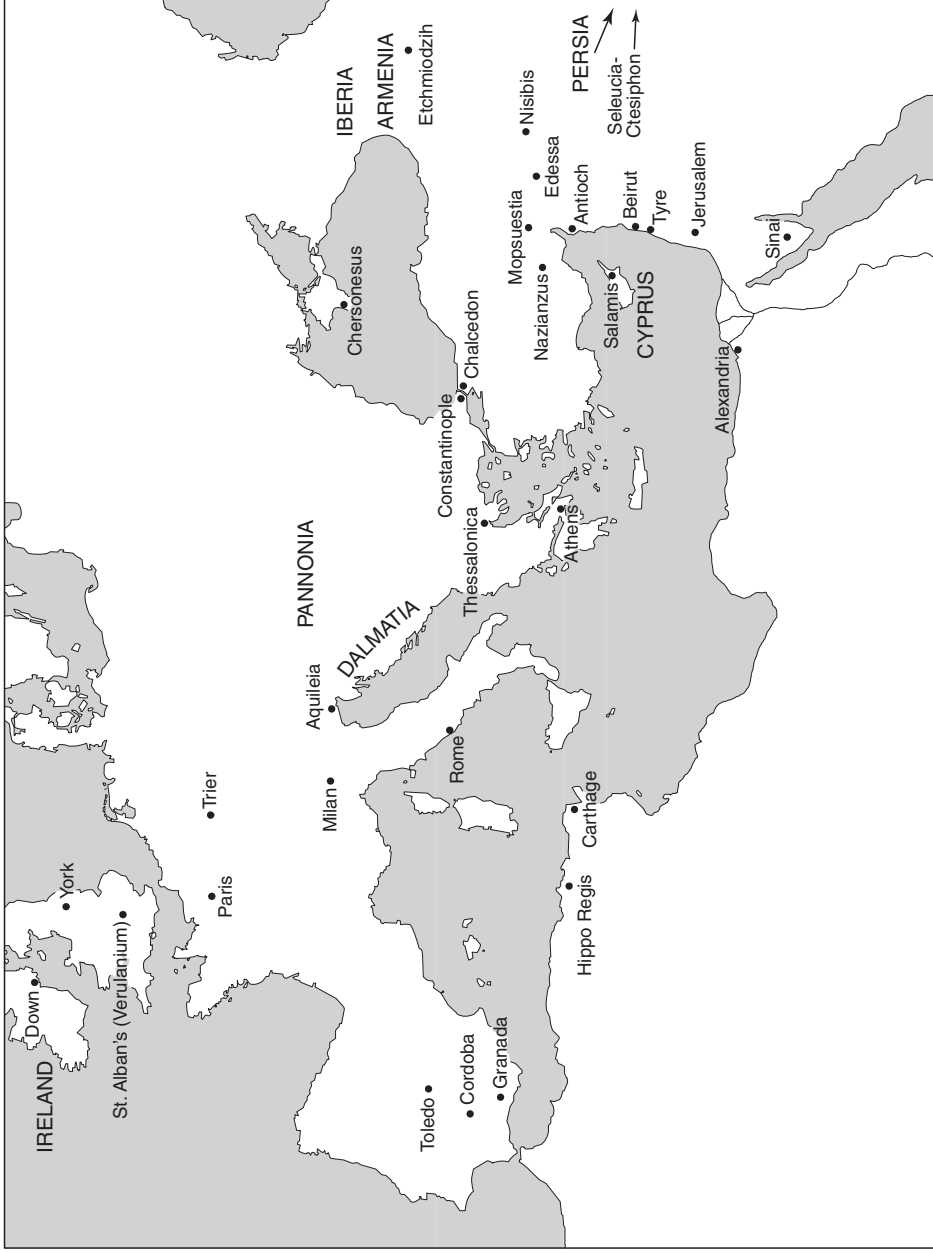 IRELAND
Down
York
St. Alban's (Verulanium)
Paris
Trier
Milan
Aquileia
PANNONIA
DALMATIA
Rome
Toledo
Cordoba
Granada
Hippo Regis
Carthage
Thessalonica
Athens
Constantinople
Chalcedon
Chersonesus
IBERIA
ARMENIA
Etchmiodzih
Nisibis
Edessa
Mopsuestia
Nazianzus
Antioch
Salamis
CYPRUS
Beirut
Tyre
Jerusalem
PERSIA
Seleucia-
Ctesiphon
Sinai
Alexandria